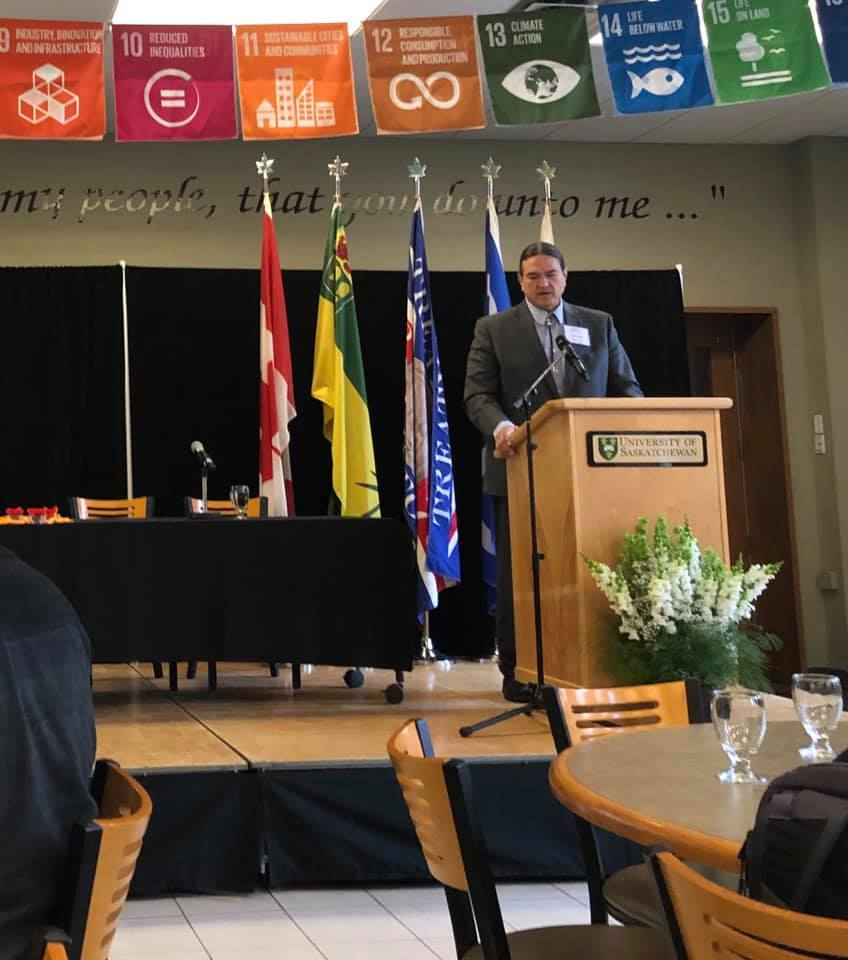 9 INDUSTRY, INNOVATION
AND INFRASTRUCTURE
10 REDUCED
INEQUALITIES
11 SUSTAINABLE CITIES
AND COMMUNITIES
12 RESPONSIBLE
CONSUMPTION
AND PRODUCTION
13 CLIMATE
ACTION
14 LIFE
BELOW WATER
15 LIFE
ON LAND
my people, that you do unto me ..."
TREAT
UNIVERSITY OF
SASKATCHEWAN